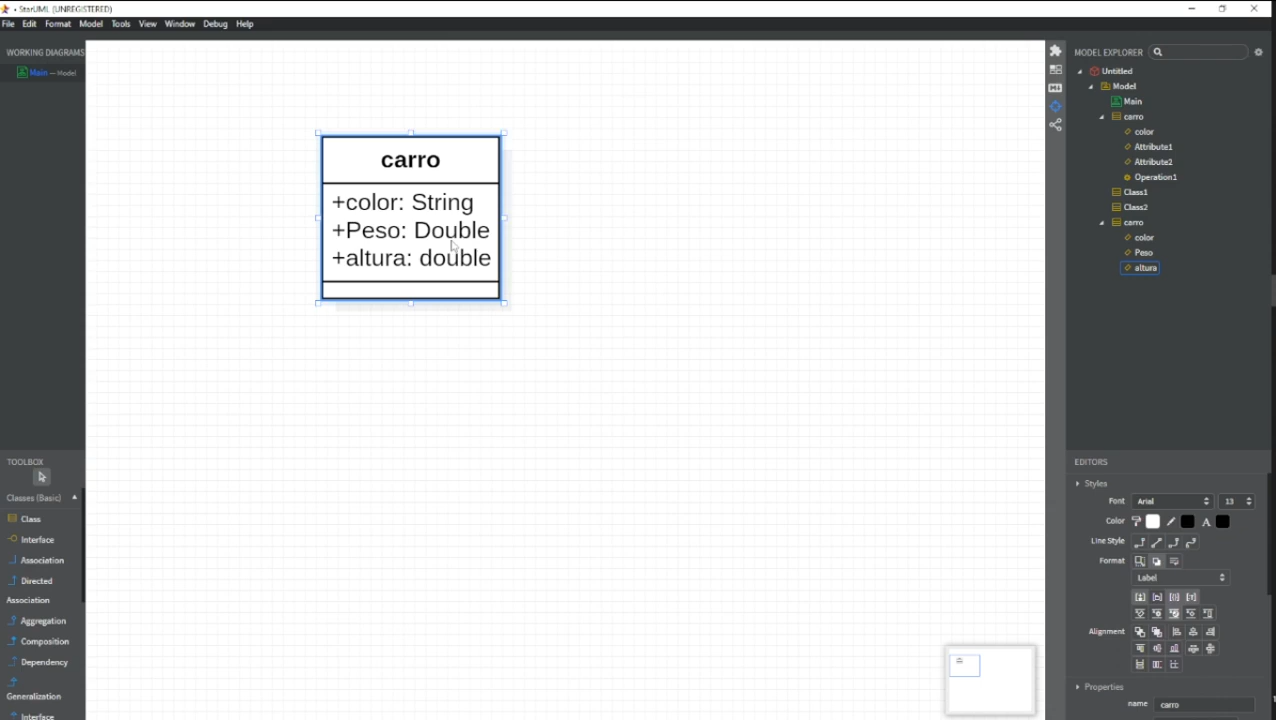 • StarUML (UNREGISTERED)
File Edit Format Model Tools View Window Debug Help
WORKING DIAGRAMS
Main — Model
carro
+color: String
+Peso: Double
+altura: double
TOOLBOX
Classes (Basic)
Class
Interface
Association
Directed
Association
Aggregation
Composition
Dependency
Generalization
Interface
MODEL EXPLORER
Untitled
Model
Main
carro
color
Attribute1
Attribute2
Operation1
Class1
Class2
carro
color
Peso
altura
EDITORS
Styles
Font Arial 13
Color A
Line Style
Format
Label
Alignment
Properties
name carro